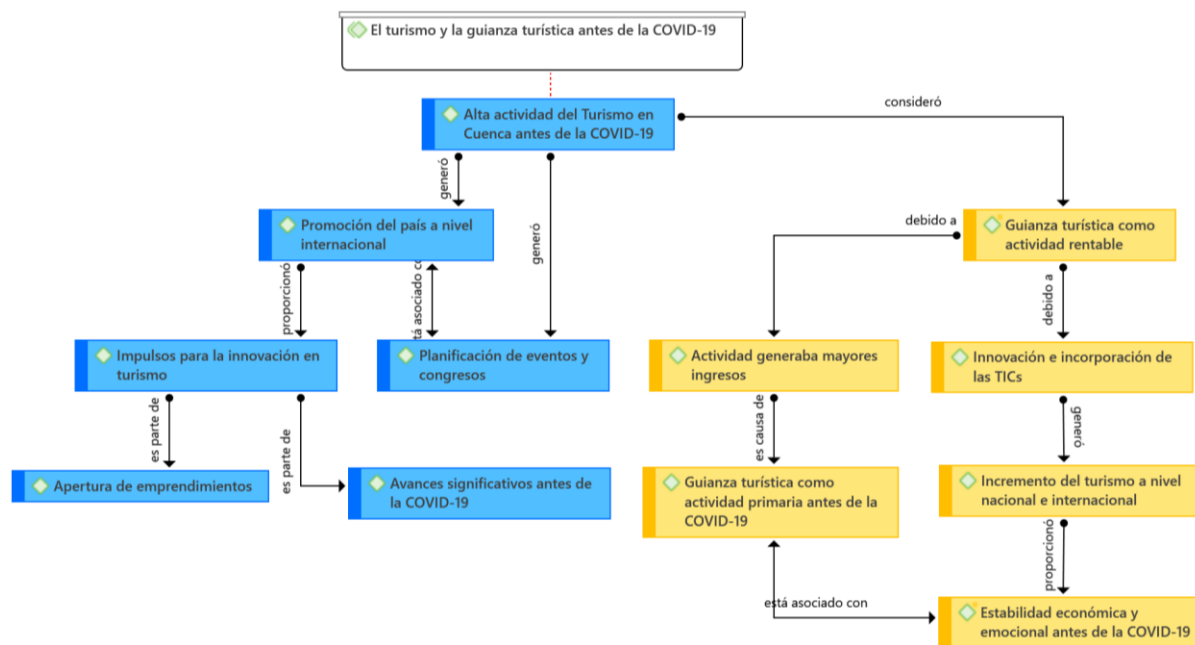 El turismo y la guianza turística antes de la COVID-19
Alta actividad del Turismo en
Cuenca antes de la COVID-19
consideró
generó
generó
Promoción del país a nivel
internacional
debido a
Guianza turística como
actividad rentable
proporcionó
tá asociado co
debido a
Impulsos para la innovación en
turismo
Planificación de eventos y
congresos
Actividad generaba mayores
ingresos
Innovación e incorporación de
las TICs
es parte de
es parte de
es causa de
generó
Apertura de emprendimientos
Avances significativos antes de
la COVID-19
Guianza turística como
actividad primaria antes de la
COVID-19
Incremento del turismo a nivel
nacional e internacional
proporcionó
está asociado con
Estabilidad económica y
emocional antes de la COVID-19